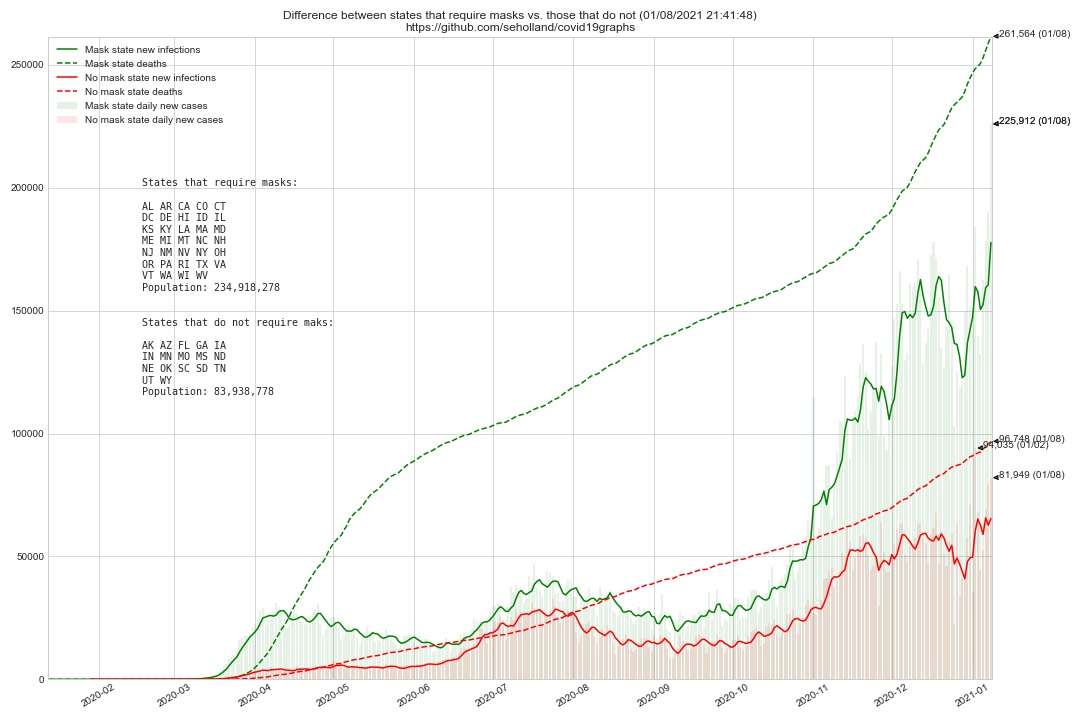 Difference between states that require masks vs. those that do not (01/08/2021 21:41:48)
https://github.com/seholland/covid19graphs
Mask state new infections
Mask state deaths
No mask state new infections
No mask state deaths
Mask state daily new cases
No mask state daily new cases
States that require masks:
AL AR CA CO CT
DC DE HI ID IL
KS KY LA MA MD
ME MI MT NC NH
NJ NM NV NY OH
OR PA RI TX VA
VT WA WI WV
Population: 234,918,278
States that do not require maks:
AK AZ FL GA IA
IN MN MO MS ND
NE OK SC SD TN
UT WY
Population: 83,938,778
261,564 (01/08)
225,912 (01/08)
96,748 (01/08)
94,035 (01/02)
81,949 (01/08)
250000
200000
150000
100000
50000
0
2020-02
2020-03
2020-04
2020-05
2020-06
2020-07
2020-08
2020-09
2020-10
2020-11
2020-12
2021-01